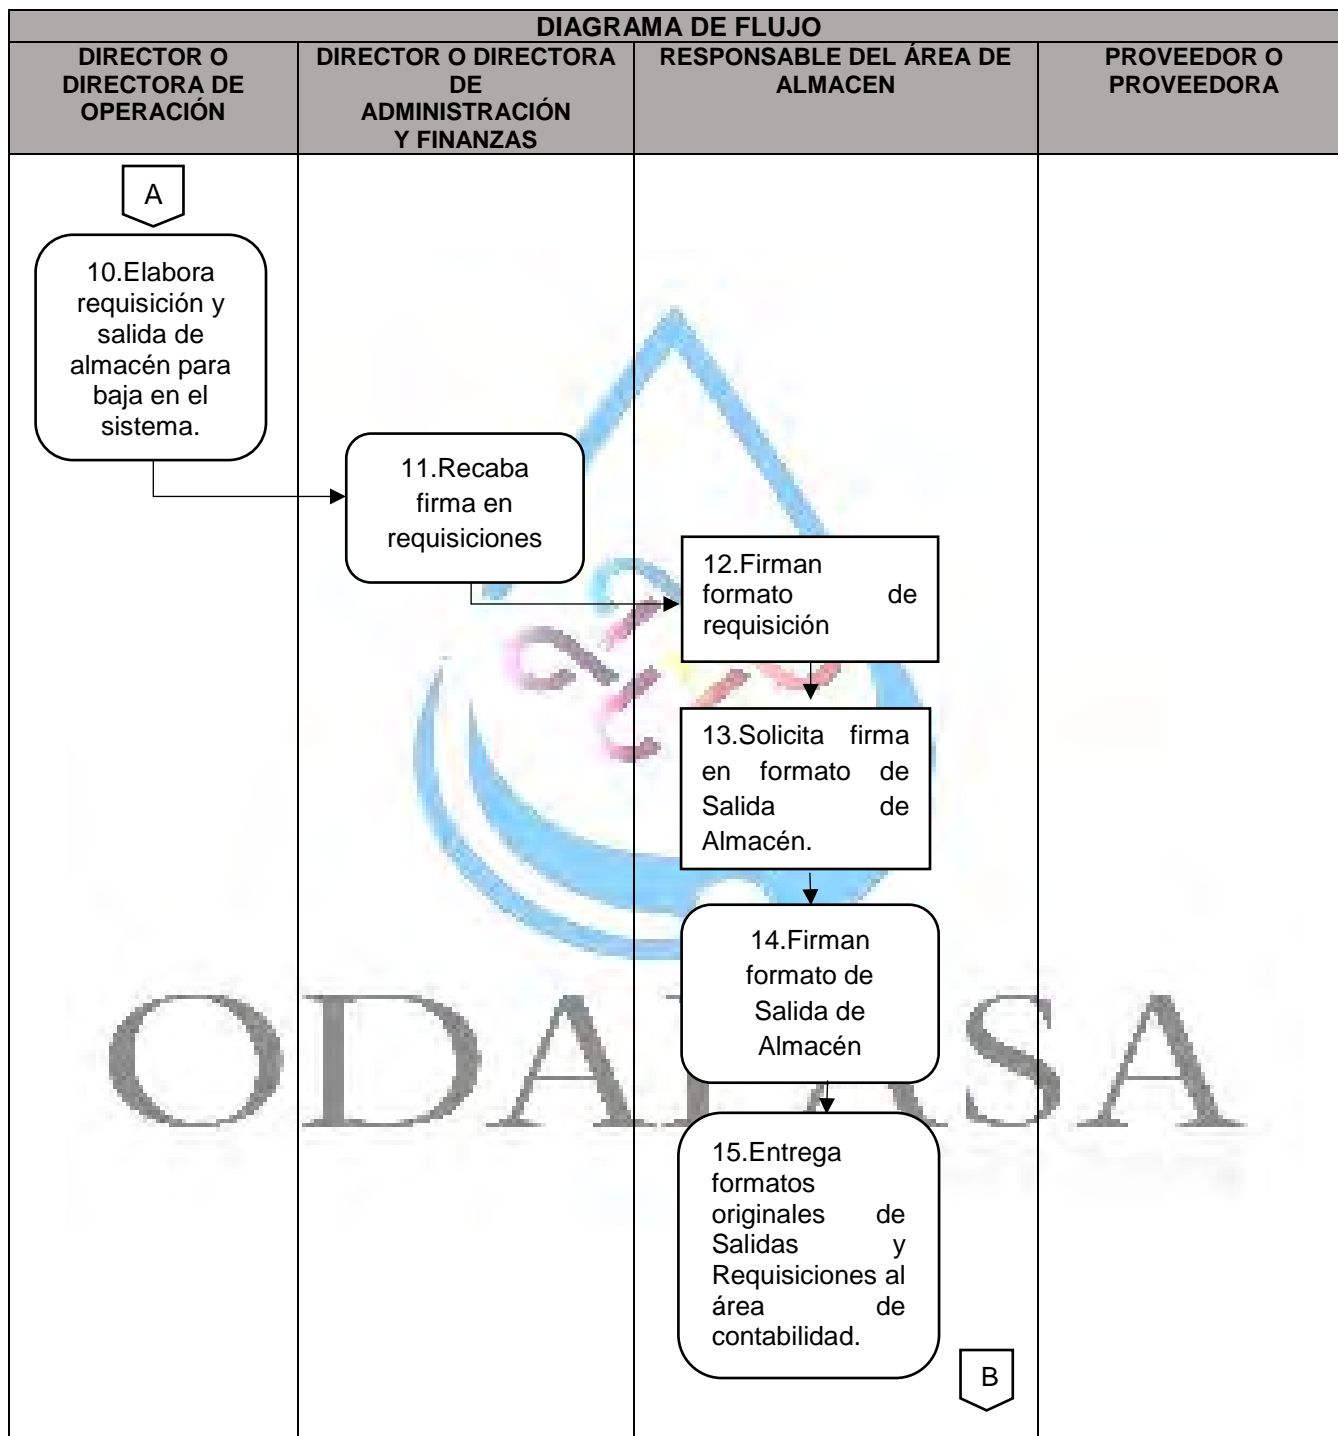 DIAGRAMA DE FLUJO
DIRECTOR O
DIRECTORA DE
OPERACIÓN
DIRECTOR O DIRECTORA
DE
ADMINISTRACIÓN
Y FINANZAS
RESPONSABLE DEL ÁREA DE
ALMACEN
PROVEEDOR O
PROVEEDORA
A
10.Elabora
requisición y
salida de
almacén para
baja en el
sistema.
11.Recaba
firma en
requisiciones
12.Firman
formato de
requisición
13.Solicita firma
en formato de
Salida de
Almacén.
14.Firman
formato de
Salida de
Almacén
15.Entrega
formatos
originales de
Salidas y
Requisiciones al
área de
contabilidad.
B